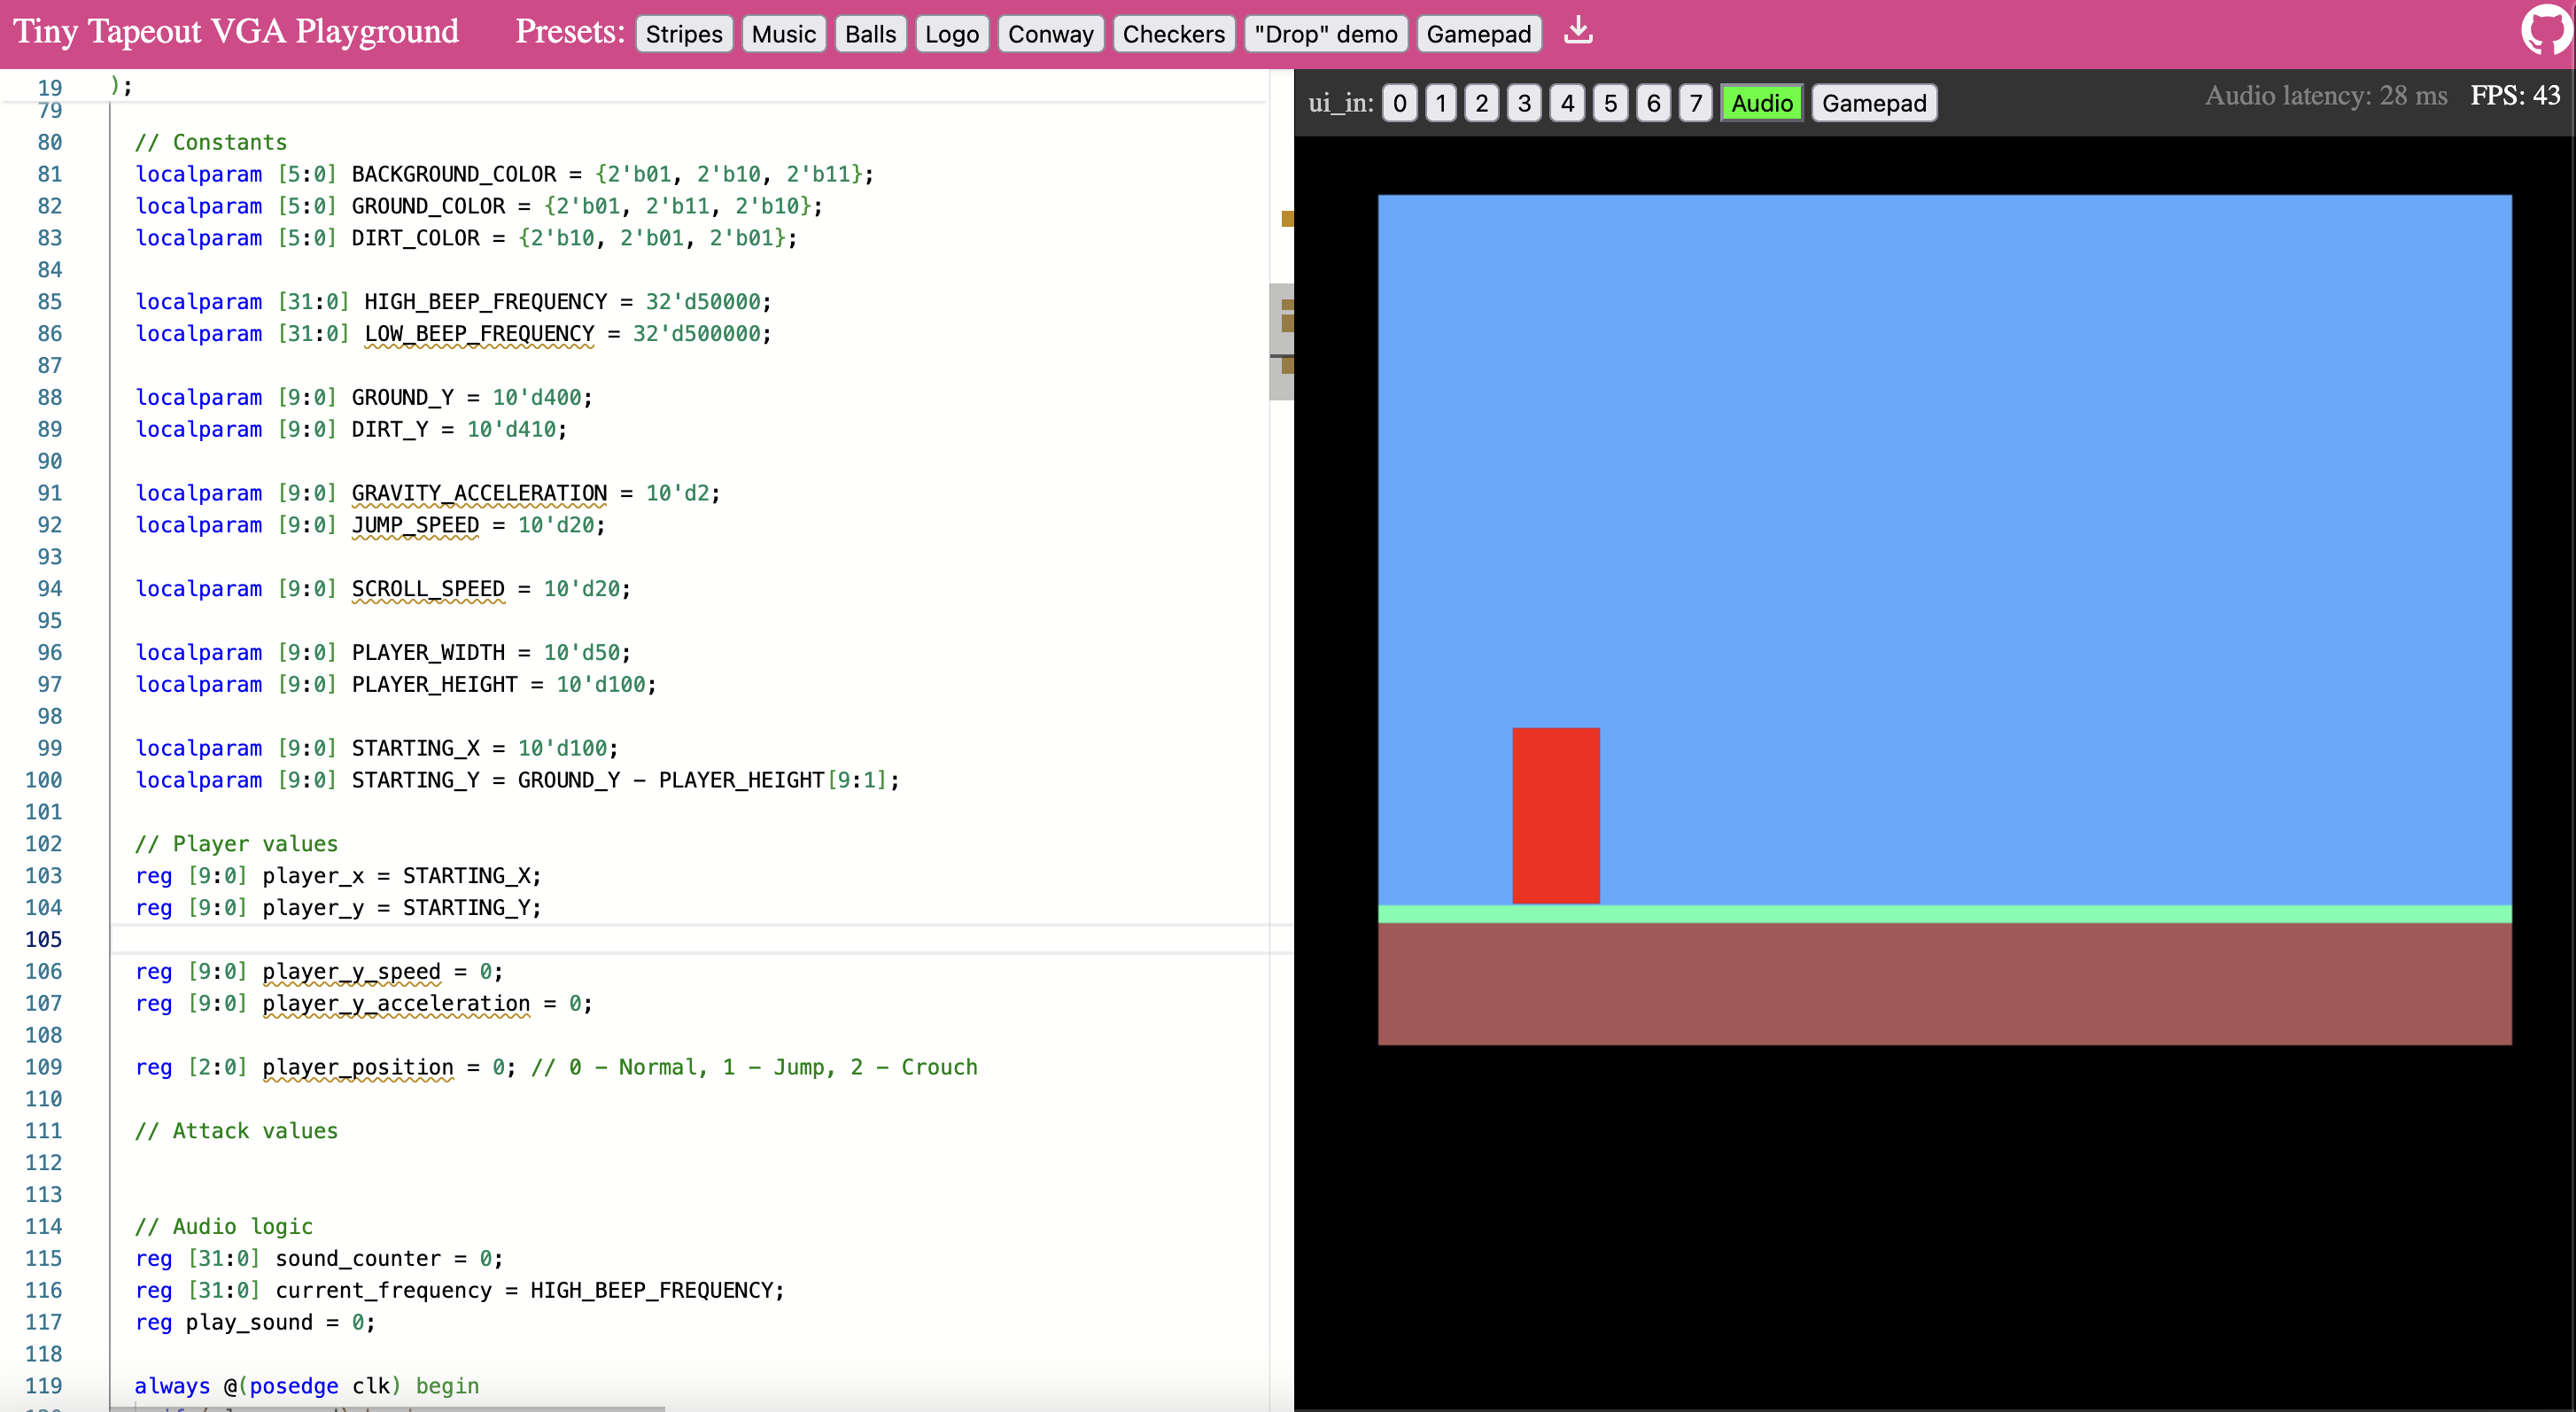 Tiny Tapeout VGA Playground Presets: Stripes Music Balls Logo Conway Checkers "Drop" demo Gamepad
ui_in: 0 1 2 3 4 5 6 7 Audio Gamepad Audio latency: 28 ms FPS: 43
19 );
79
80 // Constants
81 localparam [5:0] BACKGROUND_COLOR = {2'b01, 2'b10, 2'b11};
82 localparam [5:0] GROUND_COLOR = {2'b01, 2'b11, 2'b10};
83 localparam [5:0] DIRT_COLOR = {2'b10, 2'b01, 2'b01};
84
85 localparam [31:0] HIGH_BEEP_FREQUENCY = 32'd50000;
86 localparam [31:0] LOW_BEEP_FREQUENCY = 32'd500000;
87
88 localparam [9:0] GROUND_Y = 10'd400;
89 localparam [9:0] DIRT_Y = 10'd410;
90
91 localparam [9:0] GRAVITY_ACCELERATION = 10'd2;
92 localparam [9:0] JUMP_SPEED = 10'd20;
93
94 localparam [9:0] SCROLL_SPEED = 10'd20;
95
96 localparam [9:0] PLAYER_WIDTH = 10'd50;
97 localparam [9:0] PLAYER_HEIGHT = 10'd100;
98
99 localparam [9:0] STARTING_X = 10'd100;
100 localparam [9:0] STARTING_Y = GROUND_Y - PLAYER_HEIGHT[9:1];
101
102 // Player values
103 reg [9:0] player_x = STARTING_X;
104 reg [9:0] player_y = STARTING_Y;
105
106 reg [9:0] player_y_speed = 0;
107 reg [9:0] player_y_acceleration = 0;
108
109 reg [2:0] player_position = 0; // 0 - Normal, 1 - Jump, 2 - Crouch
110
111 // Attack values
112
113
114 // Audio logic
115 reg [31:0] sound_counter = 0;
116 reg [31:0] current_frequency = HIGH_BEEP_FREQUENCY;
117 reg play_sound = 0;
118
119 always @(posedge clk) begin